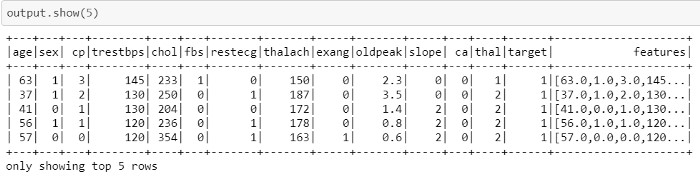 output.show(5)
+---+---+---+--------+----+---+-------+-------+-----+-------+-----+---+----+------+--------------------+
|age|sex| cp|trestbps|chol|fbs|restecg|thalach|exang|oldpeak|slope| ca|thal|target|            features|
+---+---+---+--------+----+---+-------+-------+-----+-------+-----+---+----+------+--------------------+
| 63|  1|  3|     145| 233|  1|      0|    150|    0|    2.3|    0|  0|   1|     1|[63.0,1.0,3.0,145...|
| 37|  1|  2|     130| 250|  0|      1|    187|    0|    3.5|    0|  0|   2|     1|[37.0,1.0,2.0,130...|
| 41|  0|  1|     130| 204|  0|      0|    172|    0|    1.4|    2|  0|   2|     1|[41.0,0.0,1.0,130...|
| 56|  1|  1|     120| 236|  0|      1|    178|    0|    0.8|    2|  0|   2|     1|[56.0,1.0,1.0,120...|
| 57|  0|  0|     120| 354|  0|      1|    163|    1|    0.6|    2|  0|   2|     1|[57.0,0.0,0.0,120...|
+---+---+---+--------+----+---+-------+-------+-----+-------+-----+---+----+------+--------------------+
only showing top 5 rows